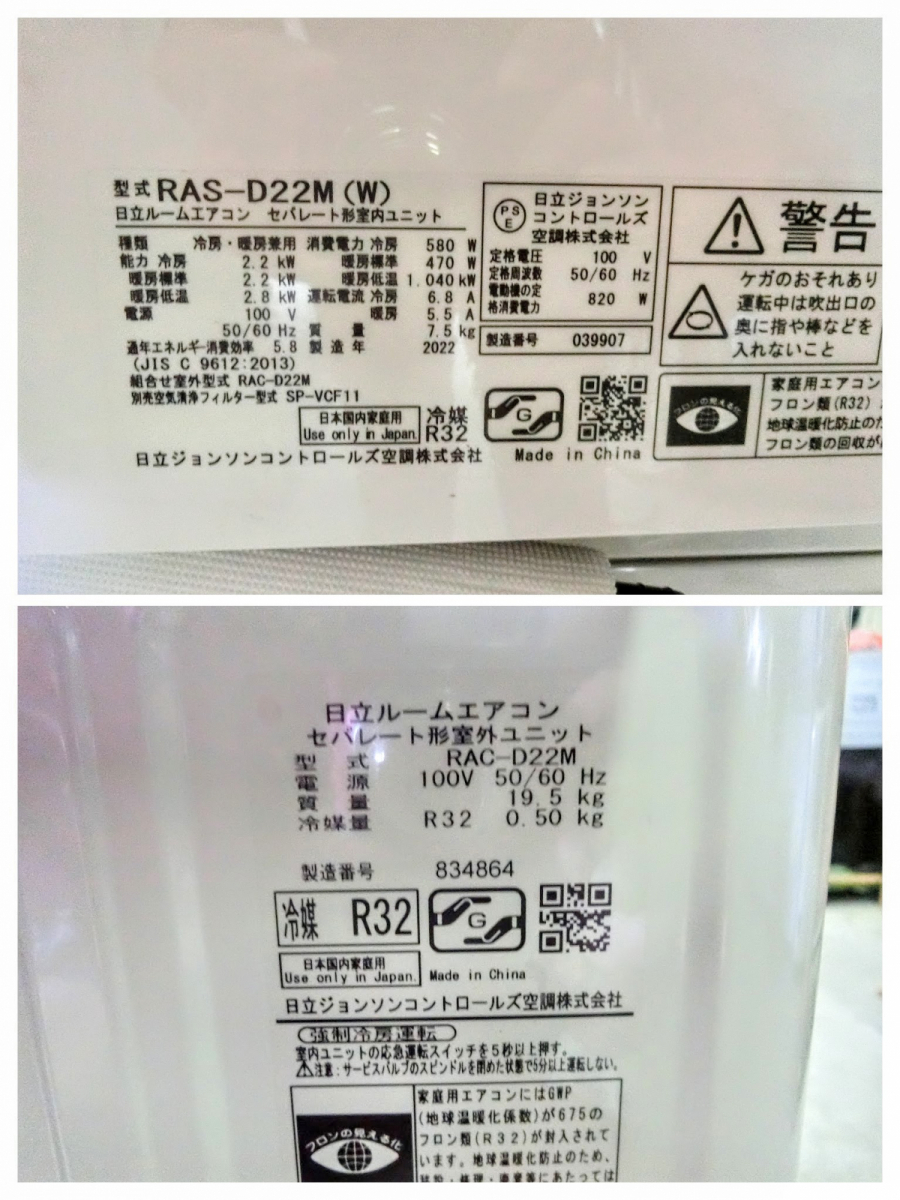 型式 RAS-D22M (W)
日立ルームエアコン セパレート形室内ユニット
種類 冷房・暖房兼用 消費電力 冷房 580 W
能力 冷房 2.2 kW 暖房標準 470 W
暖房標準 2.2 kW 暖房低温 1.040 kW
暖房低温 2.8 kW 運転電流 冷房 6.8 A
電源 100 V 暖房 5.5 A
50/60 Hz 質量 7.5 kg
通年エネルギー消費効率 5.8 製造年 2022
(JIS C 9612:2013)
組合せ室外型式 RAC-D22M
別売空気清浄フィルター型式 SP-VCF11
日本国内家庭用
Use only in Japan.
冷媒
R32
日立ジョンソンコントロールズ空調株式会社
PSE
日立ジョンソン
コントロールズ
空調株式会社
定格電圧 100 V
定格周波数 50/60 Hz
電動機の定
格消費電力 820 W
製造番号 039907
G
Made in China
警告
ケガのおそれあり
運転中は吹出口の
奥に指や棒などを
入れないこと
フロンの見える化
家庭用エアコン
フロン類(R32)
地球温暖化防止のた
フロン類の回収が
日立ルームエアコン
セパレート形室外ユニット
型式 RAC-D22M
電源 100V 50/60 Hz
質量 19.5 kg
冷媒量 R32 0.50 kg
製造番号 834864
冷媒 R32
G
日本国内家庭用
Use only in Japan.
Made in China
日立ジョンソンコントロールズ空調株式会社
強制冷房運転
室内ユニットの応急運転スイッチを5秒以上押す。
注意:サービスバルブのスピンドルを閉めた状態で5分以上運転しない。
フロンの見える化
家庭用エアコンにはGWP
(地球温暖化係数)が675の
フロン類(R32)が封入されて
います。地球温暖化防止のため、
移設・修理・廃棄等にあたっては